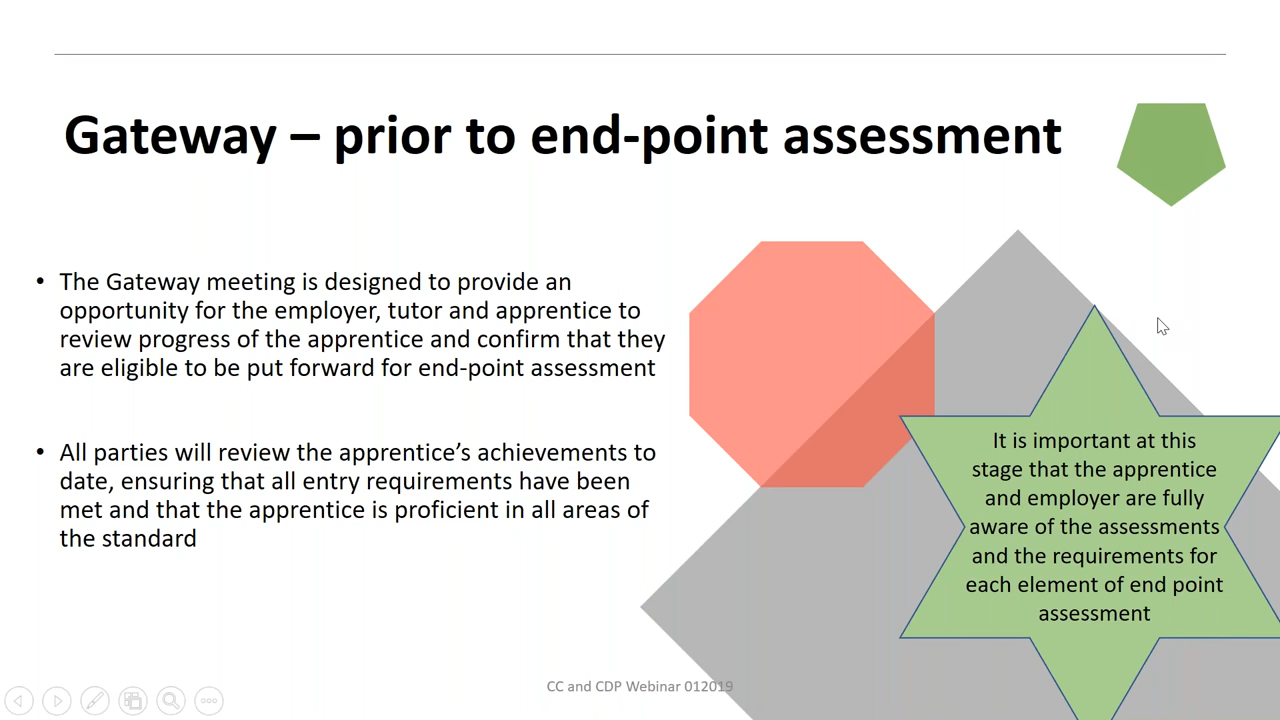 Gateway – prior to end-point assessment
• The Gateway meeting is designed to provide an
opportunity for the employer, tutor and apprentice to
review progress of the apprentice and confirm that they
are eligible to be put forward for end-point assessment
• All parties will review the apprentice’s achievements to
date, ensuring that all entry requirements have been
met and that the apprentice is proficient in all areas of
the standard
It is important at this
stage that the apprentice
and employer are fully
aware of the assessments
and the requirements for
each element of end point
assessment
CC and CDP Webinar 012019